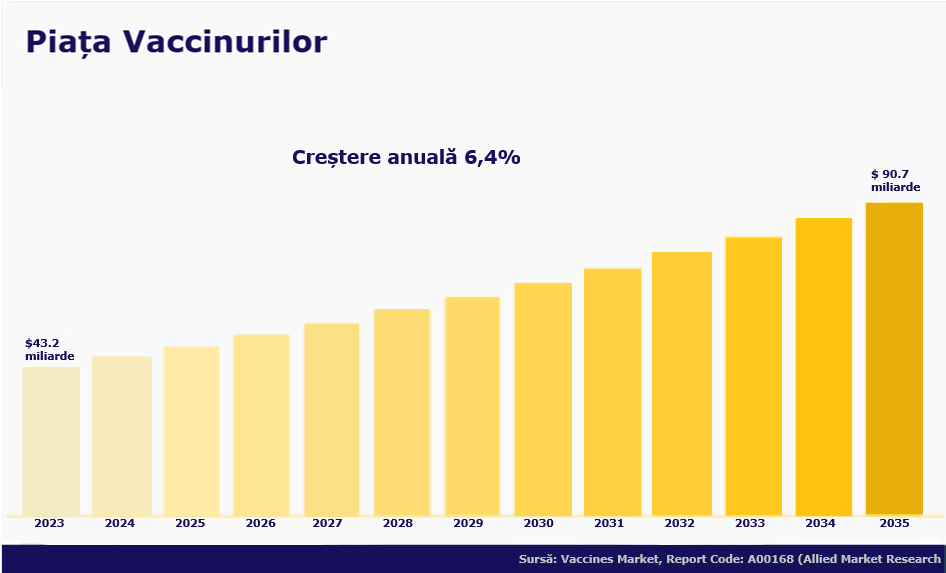 Piața Vaccinurilor
Creștere anuală 6,4%
$ 90.7
miliarde
$43.2
miliarde
2023 2024 2025 2026 2027 2028 2029 2030 2031 2032 2033 2034 2035
Sursă: Vaccines Market, Report Code: A00168 (Allied Market Research